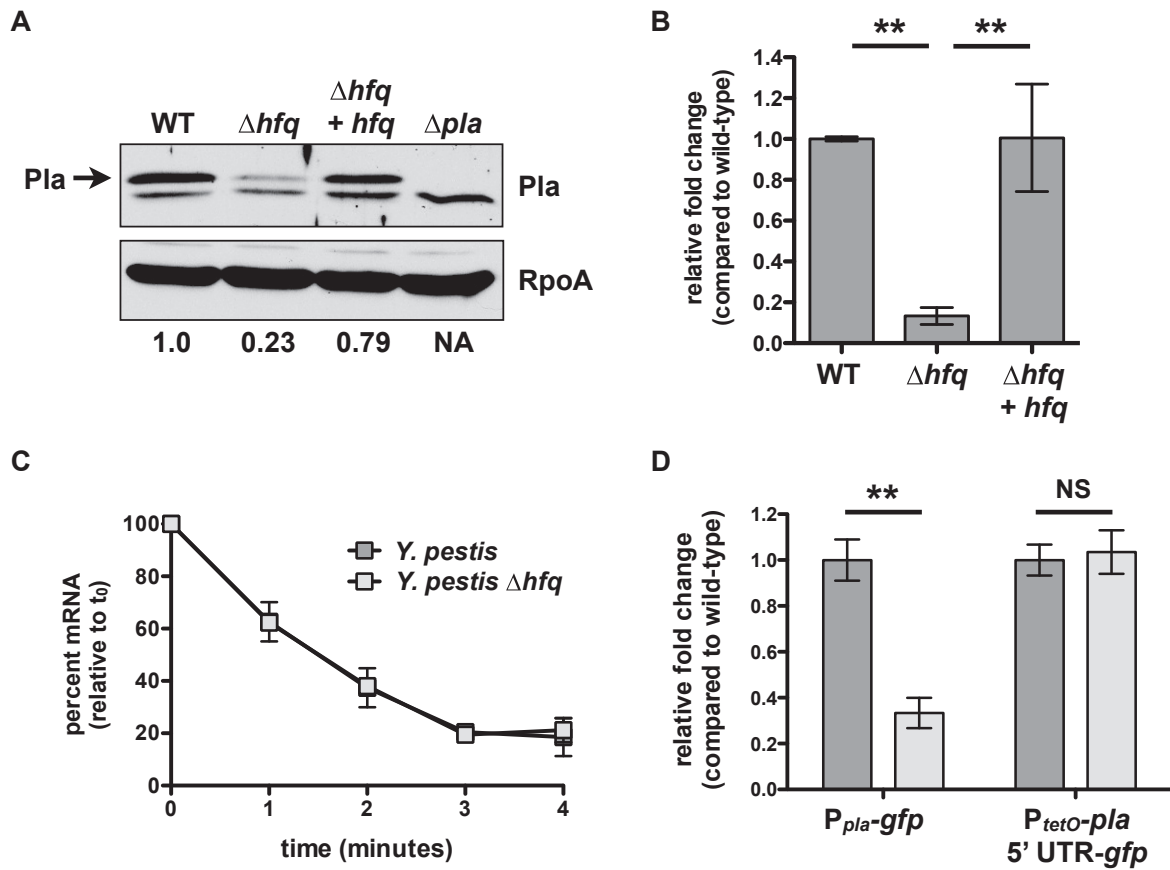 A
WT
Δhfq
Δhfq
+ hfq
Δpla
Pla
Pla
RpoA
1.0 0.23 0.79 NA
B
** **
relative fold change
(compared to wild-type)
1.4
1.2
1.0
0.8
0.6
0.4
0.2
0.0
WT
Δhfq
Δhfq
+ hfq
C
percent mRNA
(relative to t0)
100
80
60
40
20
0
0 1 2 3 4
time (minutes)
Y. pestis
Y. pestis Δhfq
D
** NS
relative fold change
(compared to wild-type)
1.2
1.0
0.8
0.6
0.4
0.2
0.0
Ppla-gfp
PtetO-pla
5' UTR-gfp